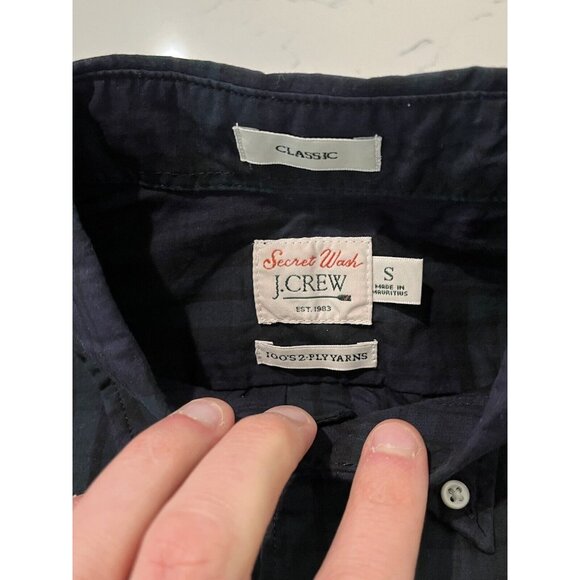 CLASSIC
Secret Wash
J.CREW
EST. 1983
S
MADE IN
MAURITIUS
100'S 2-PLY YARNS